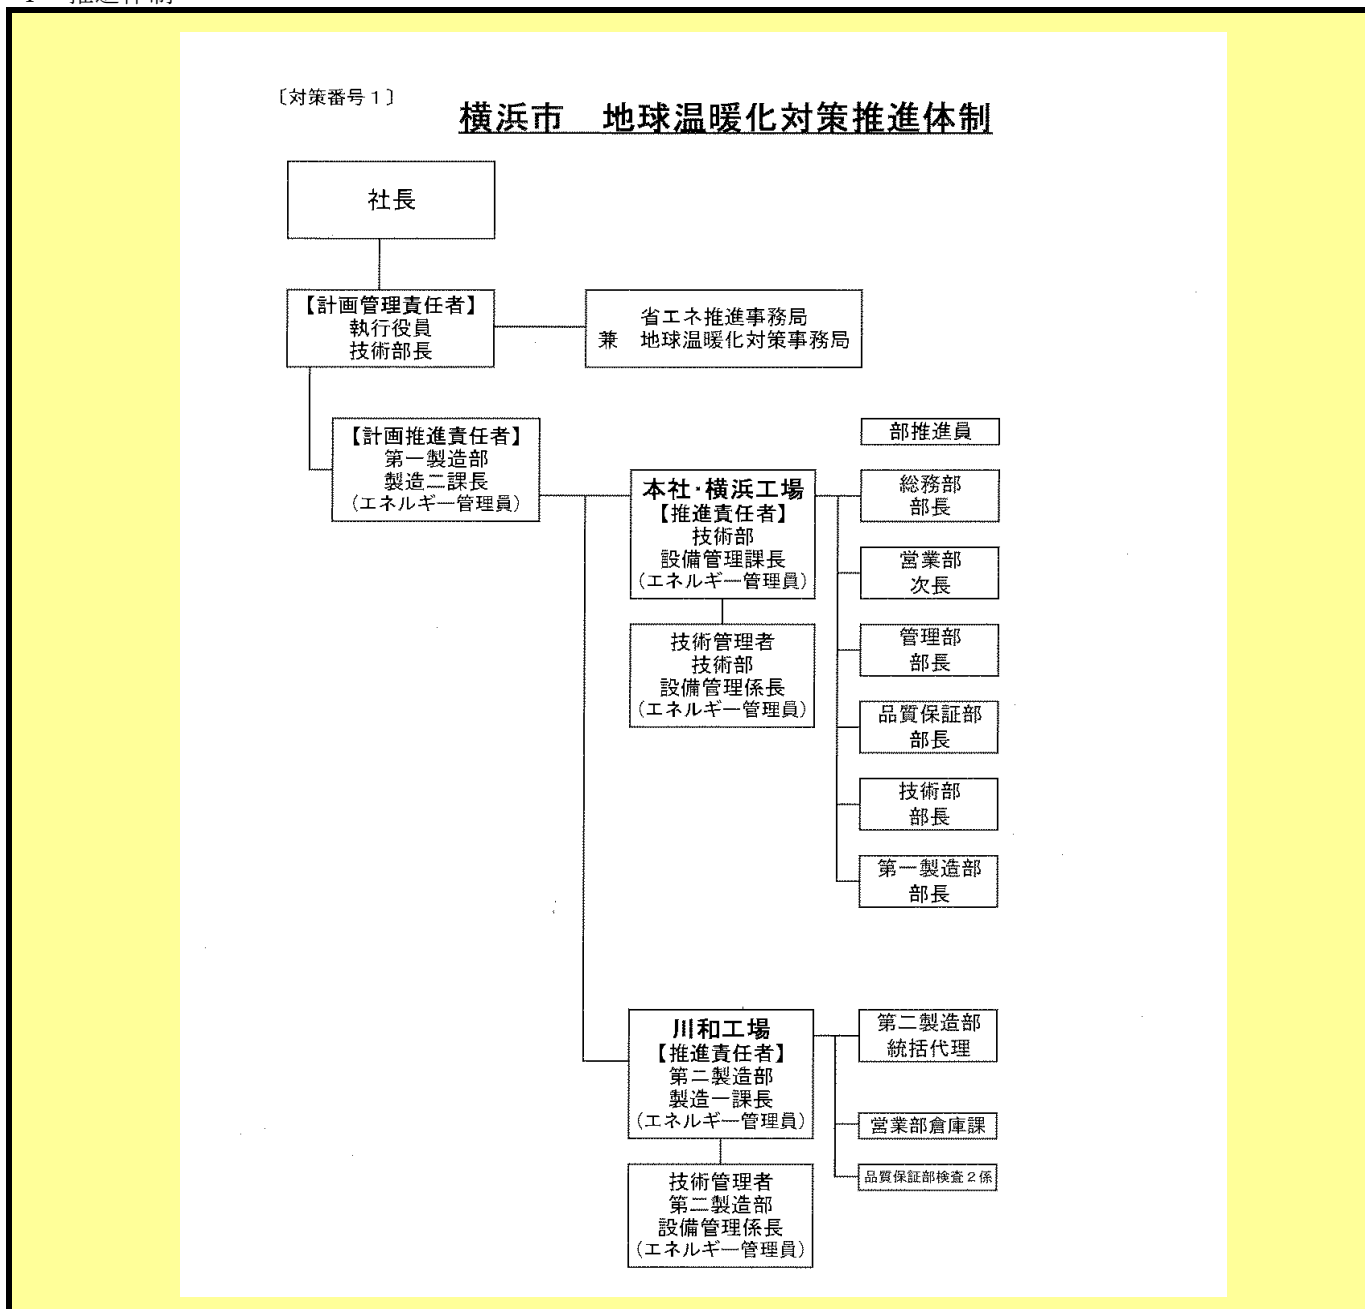 〔対策番号１〕
横浜市　地球温暖化対策推進体制
社長
【計画管理責任者】
執行役員
技術部長
省エネ推進事務局
兼　地球温暖化対策事務局
【計画推進責任者】
第一製造部
製造二課長
(エネルギー管理員)
本社・横浜工場
【推進責任者】
技術部
設備管理課長
(エネルギー管理員)
技術管理者
技術部
設備管理係長
(エネルギー管理員)
部推進員
総務部
部長
営業部
次長
管理部
部長
品質保証部
部長
技術部
部長
第一製造部
部長
川和工場
【推進責任者】
第二製造部
製造一課長
(エネルギー管理員)
技術管理者
第二製造部
設備管理係長
(エネルギー管理員)
第二製造部
統括代理
営業部倉庫課
品質保証部検査２係